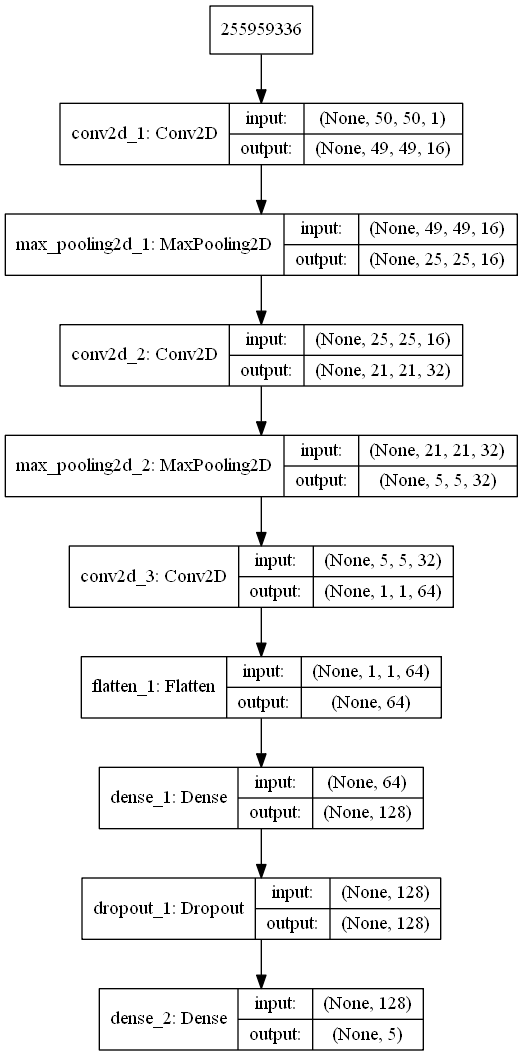 255959336
conv2d_1: Conv2D
input:
(None, 50, 50, 1)
output:
(None, 49, 49, 16)
max_pooling2d_1: MaxPooling2D
input:
(None, 49, 49, 16)
output:
(None, 25, 25, 16)
conv2d_2: Conv2D
input:
(None, 25, 25, 16)
output:
(None, 21, 21, 32)
max_pooling2d_2: MaxPooling2D
input:
(None, 21, 21, 32)
output:
(None, 5, 5, 32)
conv2d_3: Conv2D
input:
(None, 5, 5, 32)
output:
(None, 1, 1, 64)
flatten_1: Flatten
input:
(None, 1, 1, 64)
output:
(None, 64)
dense_1: Dense
input:
(None, 64)
output:
(None, 128)
dropout_1: Dropout
input:
(None, 128)
output:
(None, 128)
dense_2: Dense
input:
(None, 128)
output:
(None, 5)